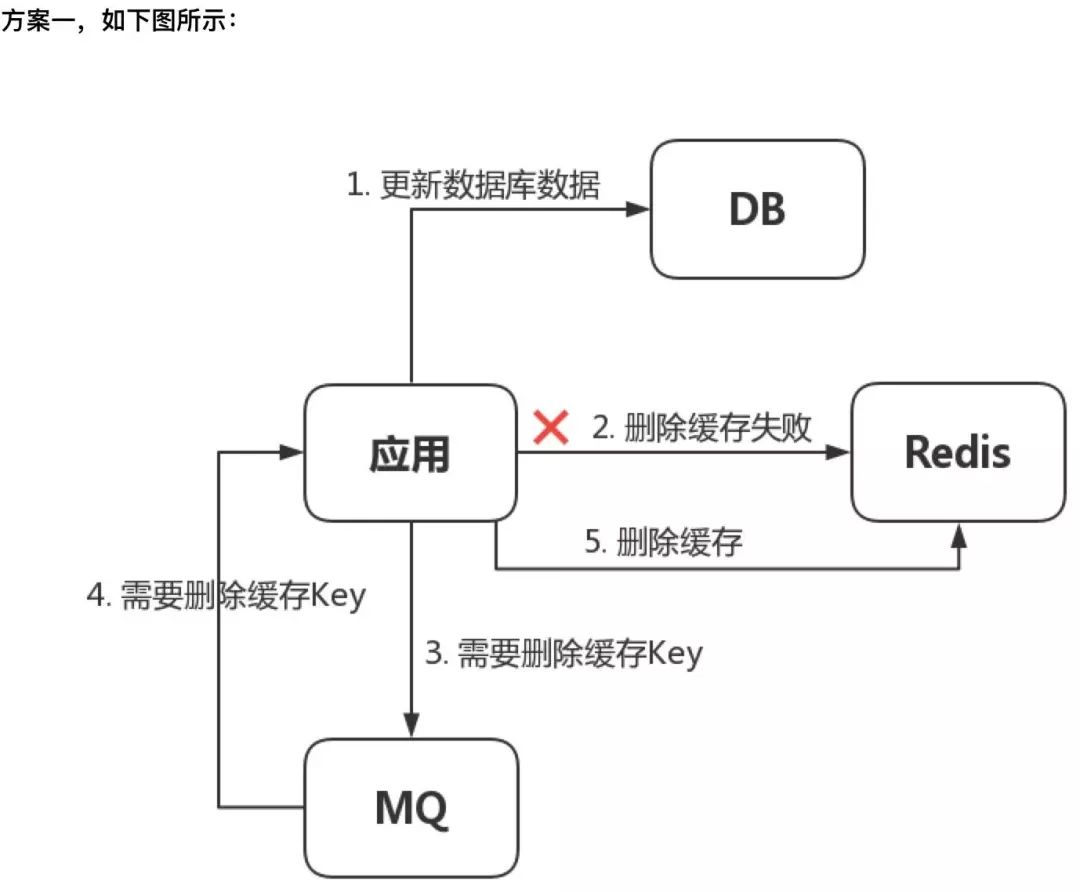 方案一，如下图所示：
1. 更新数据库数据
DB
应用
2. 删除缓存失败
Redis
5. 删除缓存
4. 需要删除缓存Key
3. 需要删除缓存Key
MQ